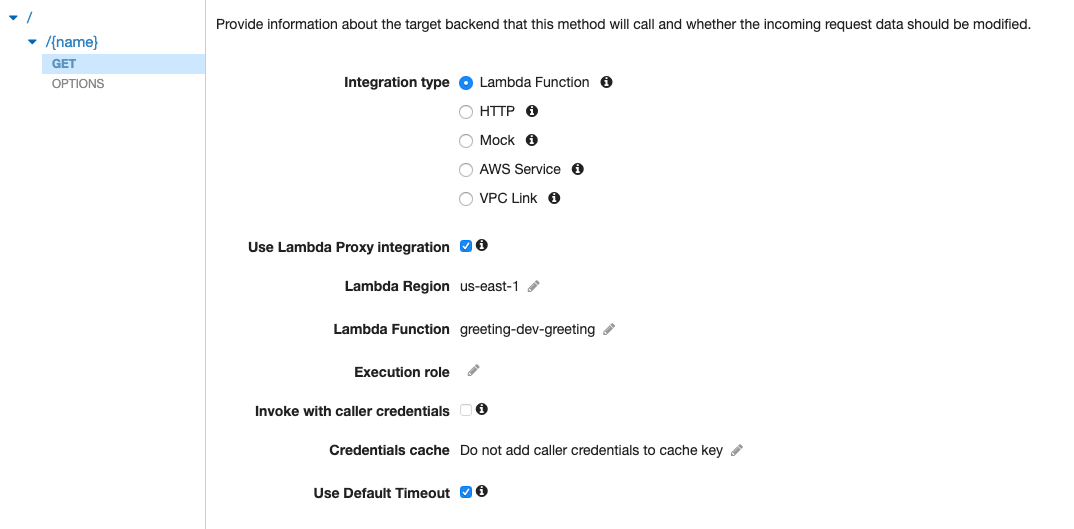 /
/{name}
GET
OPTIONS
Provide information about the target backend that this method will call and whether the incoming request data should be modified.
Integration type
Lambda Function
HTTP
Mock
AWS Service
VPC Link
Use Lambda Proxy integration
Lambda Region us-east-1
Lambda Function greeting-dev-greeting
Execution role
Invoke with caller credentials
Credentials cache Do not add caller credentials to cache key
Use Default Timeout